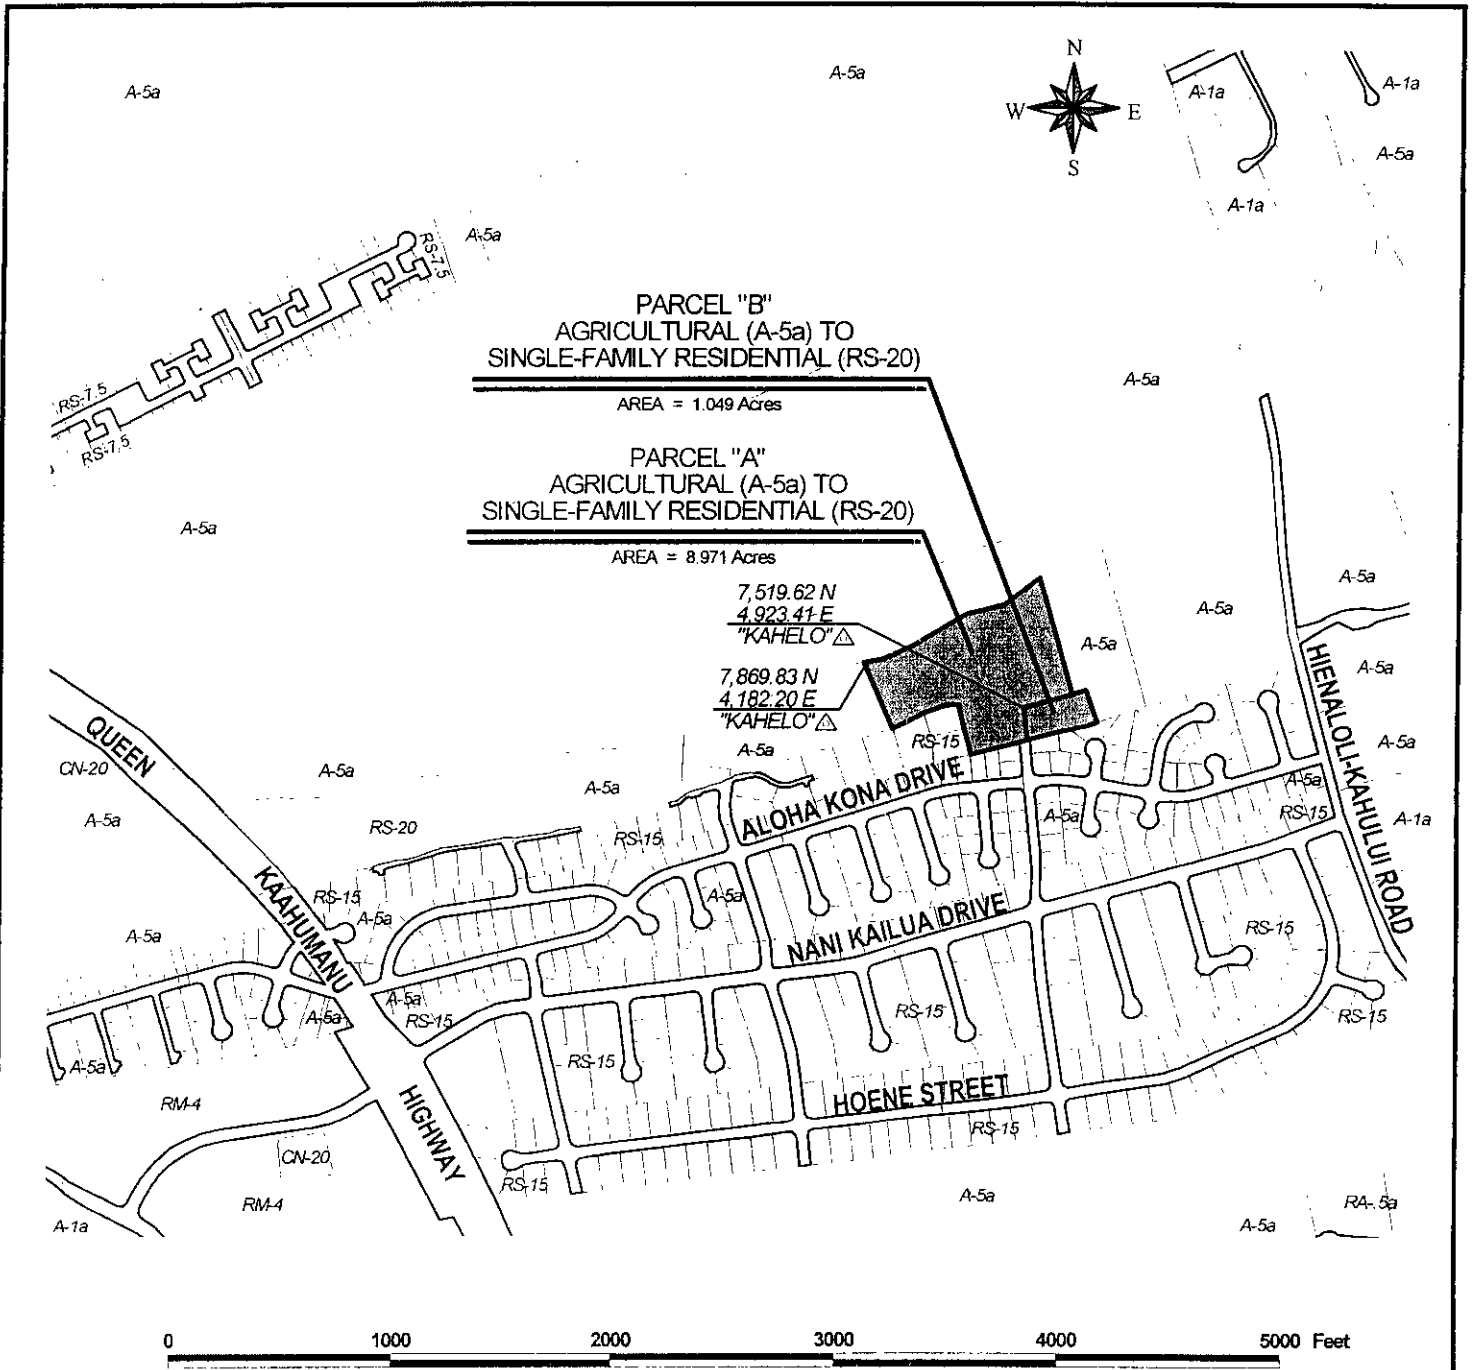 N
A-5a
A-5a
A-1a
A-1a
W
E
S
A-5a
A-1a
RS-7.5
A-5a
PARCEL "B"
AGRICULTURAL (A-5a) TO
SINGLE-FAMILY RESIDENTIAL (RS-20)
AREA = 1.049 Acres
A-5a
RS-7.5
RS-7.5
PARCEL "A"
AGRICULTURAL (A-5a) TO
SINGLE-FAMILY RESIDENTIAL (RS-20)
AREA = 8.971 Acres
A-5a
7,519.62 N
4,923.41 E
"KAHELO"
7,869.83 N
4,182.20 E
"KAHELO"
A-5a
A-5a
A-5a
A-5a
HIENALOLI-KAHULUI ROAD
QUEEN
KAAHUMANU
HIGHWAY
CN-20
A-5a
A-5a
A-5a
RS-15
A-5a
A-5a
RS-20
RS-15
ALOHA KONA DRIVE
A-5a
A-5a
RS-15
A-1a
RS-15
A-5a
A-5a
A-5a
NANI KAILUA DRIVE
RS-15
A-5a
A-5a
RS-15
RS-15
RS-15
A-5a
RS-15
RM-4
HOENE STREET
RS-15
CN-20
RS-15
RM-4
A-1a
A-5a
A-5a
RA-.5a
0 1000 2000 3000 4000 5000 Feet